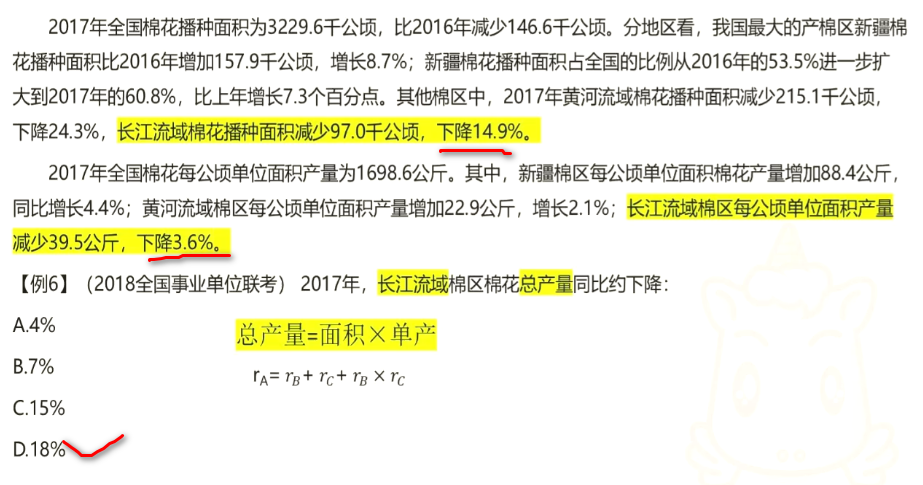 2017年全国棉花播种面积为3229.6千公顷，比2016年减少146.6千公顷。分地区看，我国最大的产棉区新疆棉
花播种面积比2016年增加157.9千公顷，增长8.7%；新疆棉花播种面积占全国的比例从2016年的53.5%进一步扩
大到2017年的60.8%，比上年增长7.3个百分点。其他棉区中，2017年黄河流域棉花播种面积减少215.1千公顷，
下降24.3%，长江流域棉花播种面积减少97.0千公顷，下降14.9%。
2017年全国棉花每公顷单位面积产量为1698.6公斤。其中，新疆棉区每公顷单位面积棉花产量增加88.4公斤，
同比增长4.4%；黄河流域棉区每公顷单位面积产量增加22.9公斤，增长2.1%；长江流域棉区每公顷单位面积产量
减少39.5公斤，下降3.6%。
【例6】（2018全国事业单位联考） 2017年，长江流域棉区棉花总产量同比约下降：
A.4%
总产量=面积×单产
B.7%
r_A= r_B + r_C + r_B × r_C
C.15%
D.18%